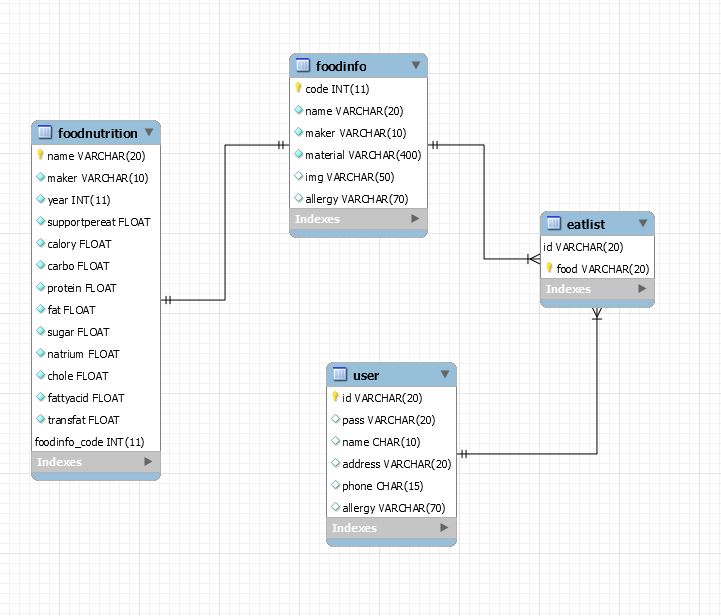 foodinfo
code INT(11)
name VARCHAR(20)
maker VARCHAR(10)
material VARCHAR(400)
img VARCHAR(50)
allergy VARCHAR(70)
Indexes
foodnutrition
name VARCHAR(20)
maker VARCHAR(10)
year INT(11)
supportpereat FLOAT
calory FLOAT
carbo FLOAT
protein FLOAT
fat FLOAT
sugar FLOAT
natrium FLOAT
chole FLOAT
fattyacid FLOAT
transfat FLOAT
foodinfo_code INT(11)
Indexes
eatlist
id VARCHAR(20)
food VARCHAR(20)
Indexes
user
id VARCHAR(20)
pass VARCHAR(20)
name CHAR(10)
address VARCHAR(20)
phone CHAR(15)
allergy VARCHAR(70)
Indexes